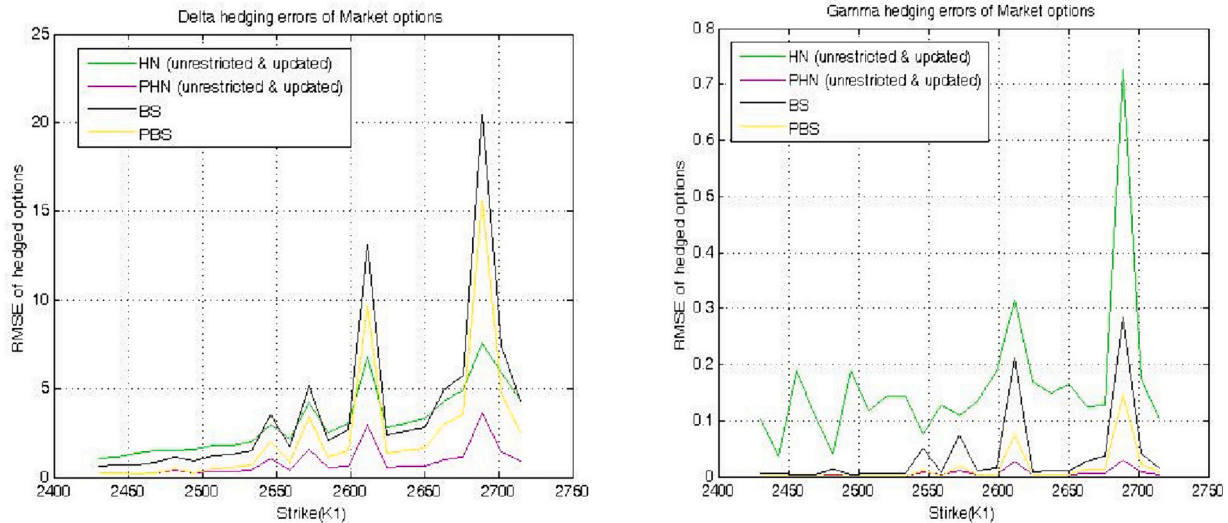 Delta hedging errors of Market options
25
20
15
10
5
0
2400 2450 2500 2550 2600 2650 2700 2750
Strike(K1)
RMSE of hedged options
HN (unrestricted & updated)
PHN (unrestricted & updated)
BS
PBS
Gamma hedging errors of Market options
0.8
0.7
0.6
0.5
0.4
0.3
0.2
0.1
0
2400 2450 2500 2550 2600 2650 2700 2750
Strike(K1)
RMSE of hedged options
HN (unrestricted & updated)
PHN (unrestricted & updated)
BS
PBS